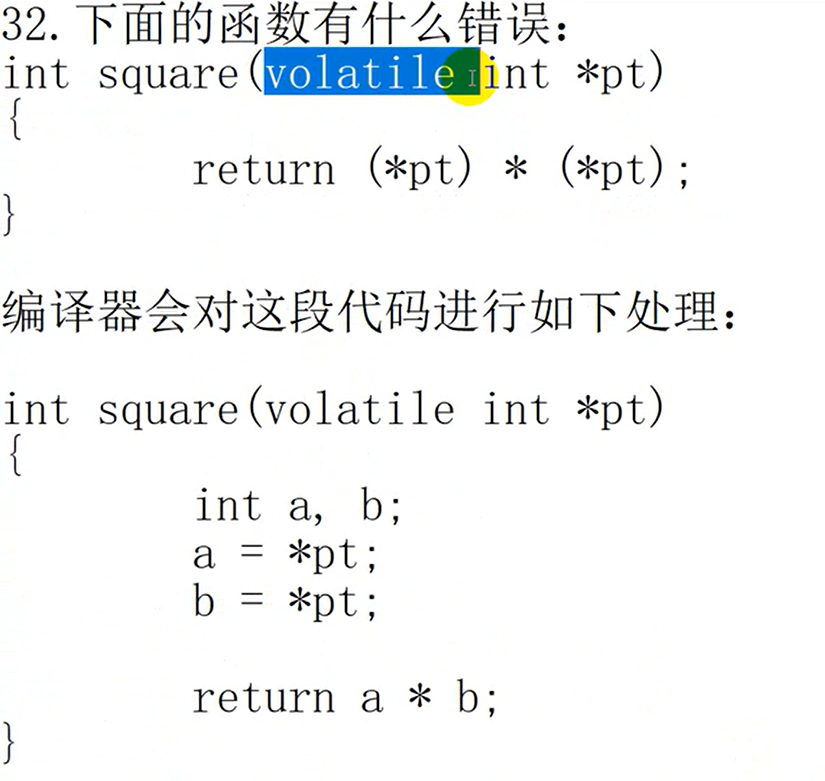 32.下面的函数有什么错误：
int square(volatile int *pt)
{
return (*pt) * (*pt);
}
编译器会对这段代码进行如下处理：
int square(volatile int *pt)
{
int a, b;
a = *pt;
b = *pt;
return a * b;
}